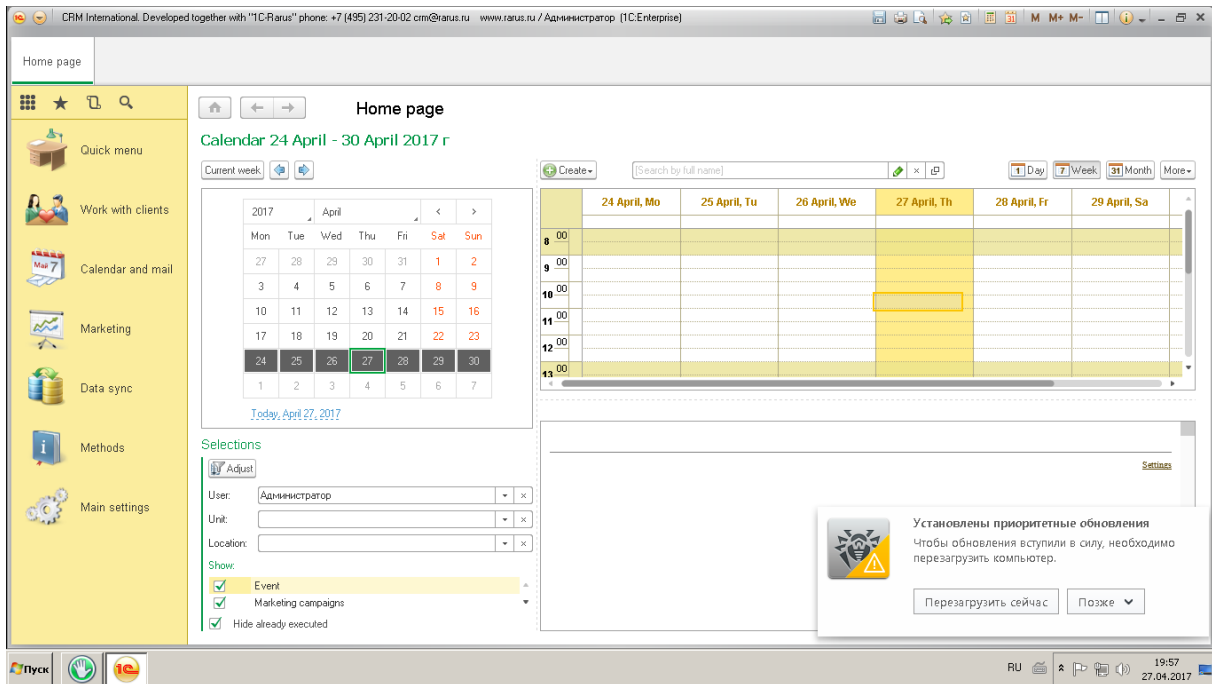 CRM International. Developed together with "1C-Rarus" phone: +7 (495) 231-20-02 crm@rarus.ru www.rarus.ru / Администратор (1C:Enterprise)
M M+ M-
Home page
Home page
Calendar 24 April - 30 April 2017 г
Quick menu
Work with clients
Mail 7
Calendar and mail
Marketing
Data sync
Methods
Main settings
Current week
Create
[Search by full name]
1 Day 7 Week 31 Month More
2017 April
Mon Tue Wed Thu Fri Sat Sun
27 28 29 30 31 1 2
3 4 5 6 7 8 9
10 11 12 13 14 15 16
17 18 19 20 21 22 23
24 25 26 27 28 29 30
1 2 3 4 5 6 7
Today, April 27, 2017
24 April, Mo 25 April, Tu 26 April, We 27 April, Th 28 April, Fr 29 April, Sa
8 00
9 00
10 00
11 00
12 00
13 00
Selections
Adjust
User: Администратор
Unit:
Location:
Show:
Event
Marketing campaigns
Hide already executed
Settings
Установлены приоритетные обновления
Чтобы обновления вступили в силу, необходимо
перезагрузить компьютер.
Перезагрузить сейчас Позже
Пуск
1С
RU
19:57
27.04.2017